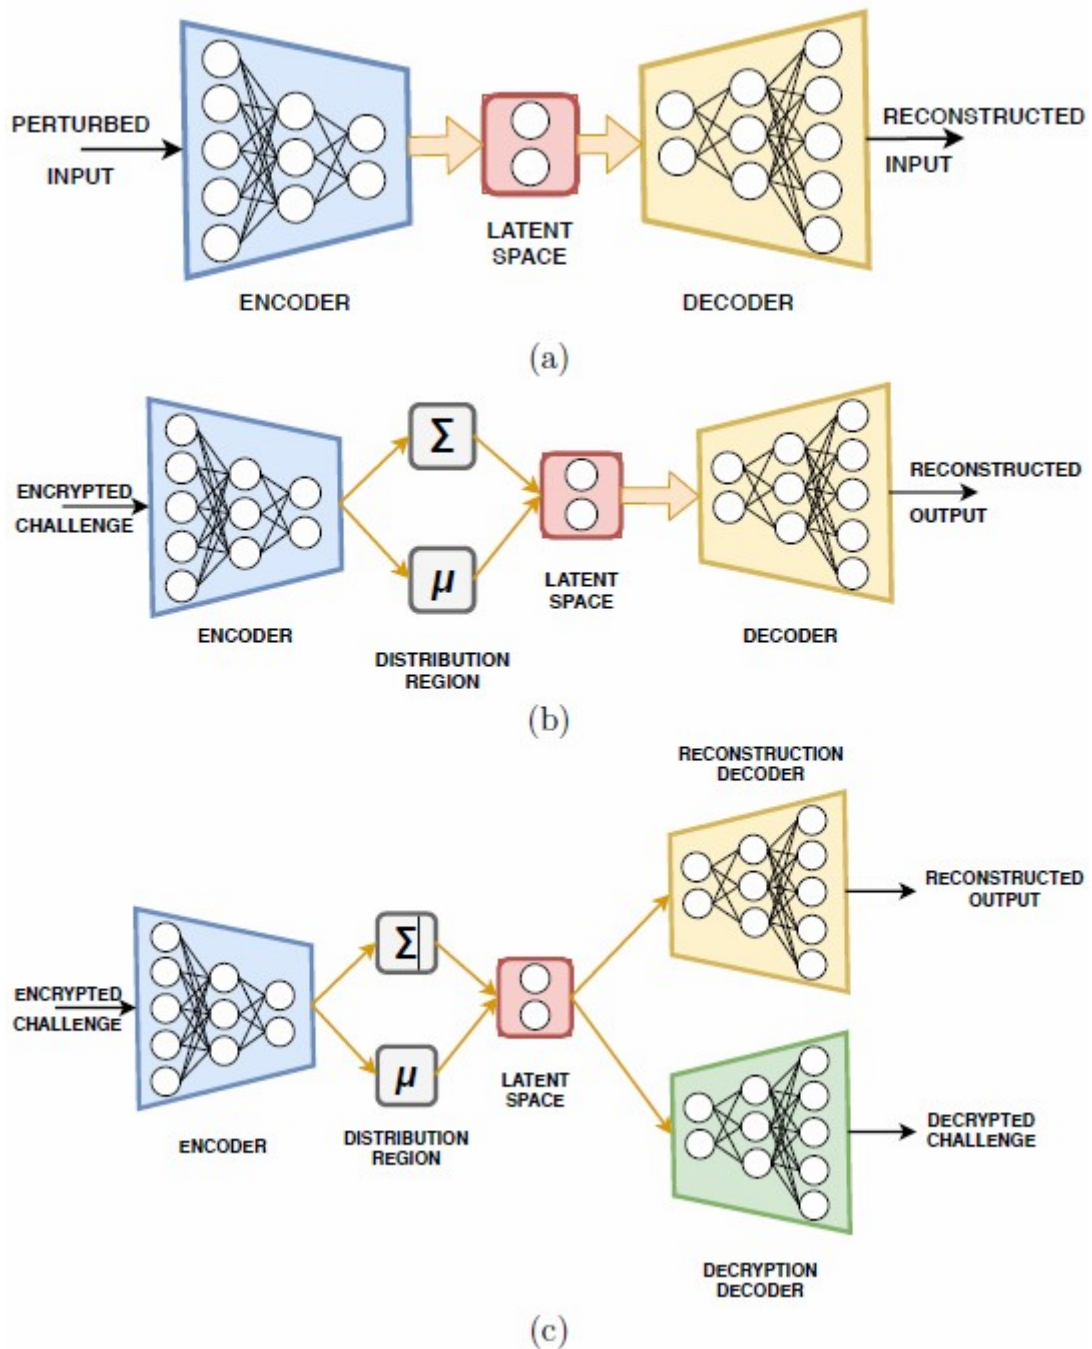 PERTURBED
INPUT
ENCODER
LATENT
SPACE
DECODER
RECONSTRUCTED
INPUT
(a)
ENCRYPTED
CHALLENGE
ENCODER
Σ
μ
DISTRIBUTION
REGION
LATENT
SPACE
DECODER
RECONSTRUCTED
OUTPUT
(b)
RECONSTRUCTION
DECODER
ENCRYPTED
CHALLENGE
ENCODER
Σ
μ
DISTRIBUTION
REGION
LATENT
SPACE
RECONSTRUCTED
OUTPUT
DECRYPTED
CHALLENGE
DECRYPTION
DECODER
(c)